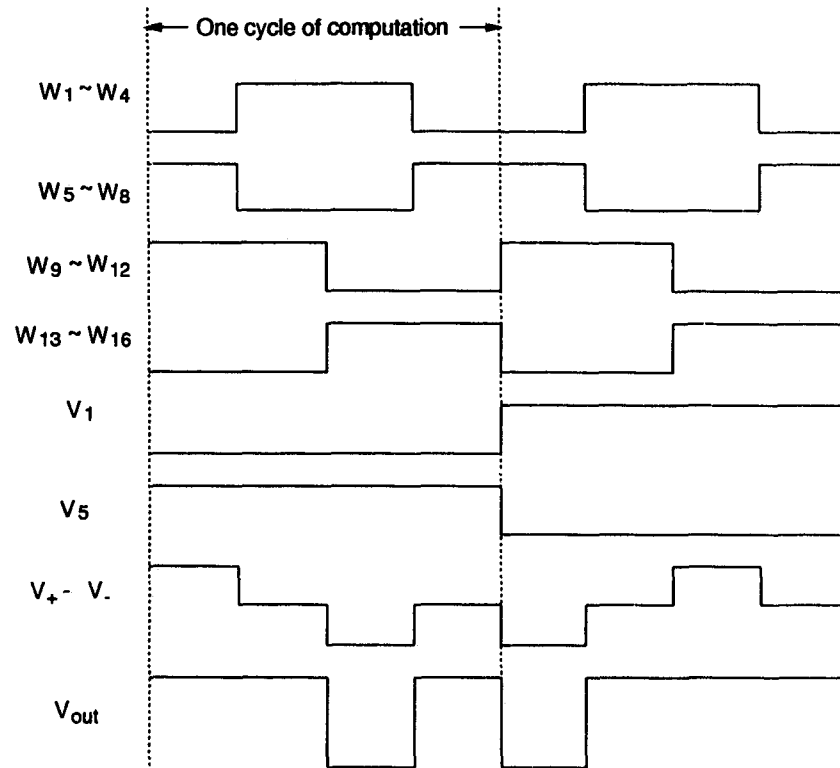 One cycle of computation
W1 ~ W4
W5 ~ W8
W9 ~ W12
W13 ~ W16
V1
V5
V+ - V-
Vout